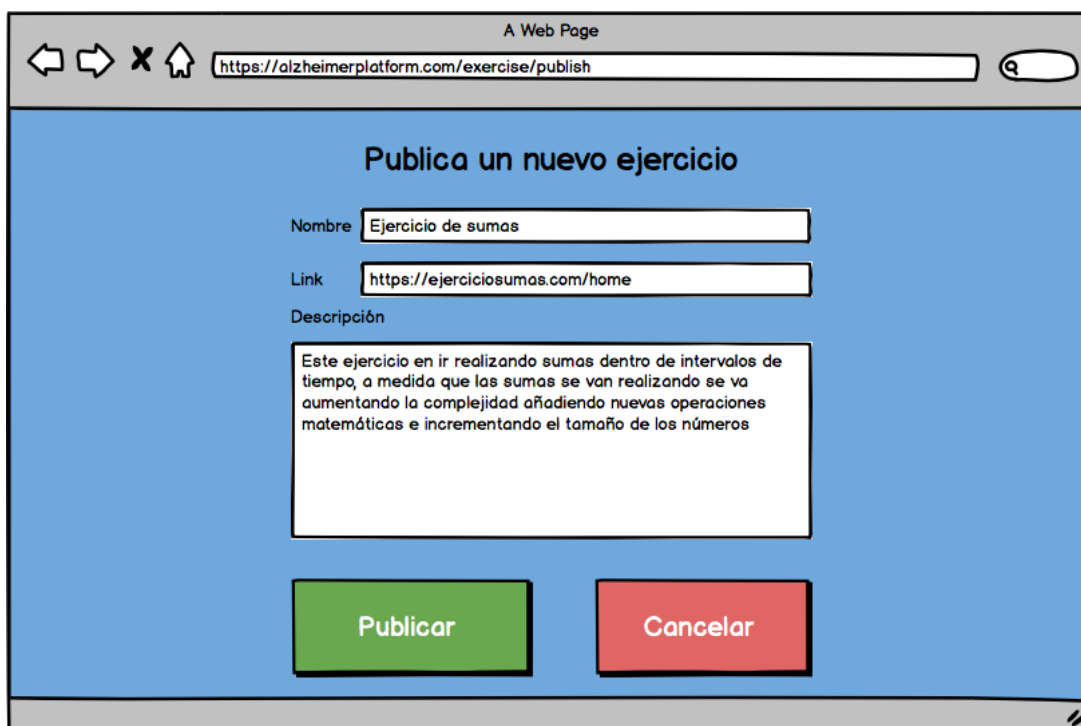 A Web Page
https://alzheimerplatform.com/exercise/publish
Publica un nuevo ejercicio
Nombre Ejercicio de sumas
Link https://ejerciciosumas.com/home
Descripción
Este ejercicio en ir realizando sumas dentro de intervalos de
tiempo, a medida que las sumas se van realizando se va
aumentando la complejidad añadiendo nuevas operaciones
matemáticas e incrementando el tamaño de los números
Publicar Cancelar